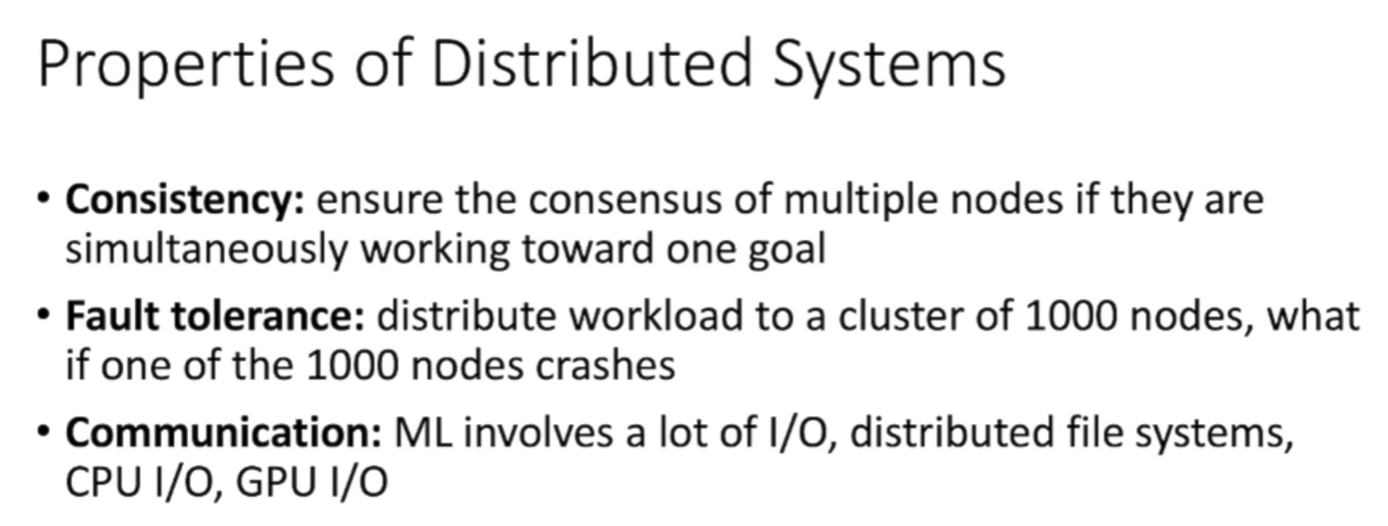 Properties of Distributed Systems
• Consistency: ensure the consensus of multiple nodes if they are
simultaneously working toward one goal
• Fault tolerance: distribute workload to a cluster of 1000 nodes, what
if one of the 1000 nodes crashes
• Communication: ML involves a lot of I/O, distributed file systems,
CPU I/O, GPU I/O